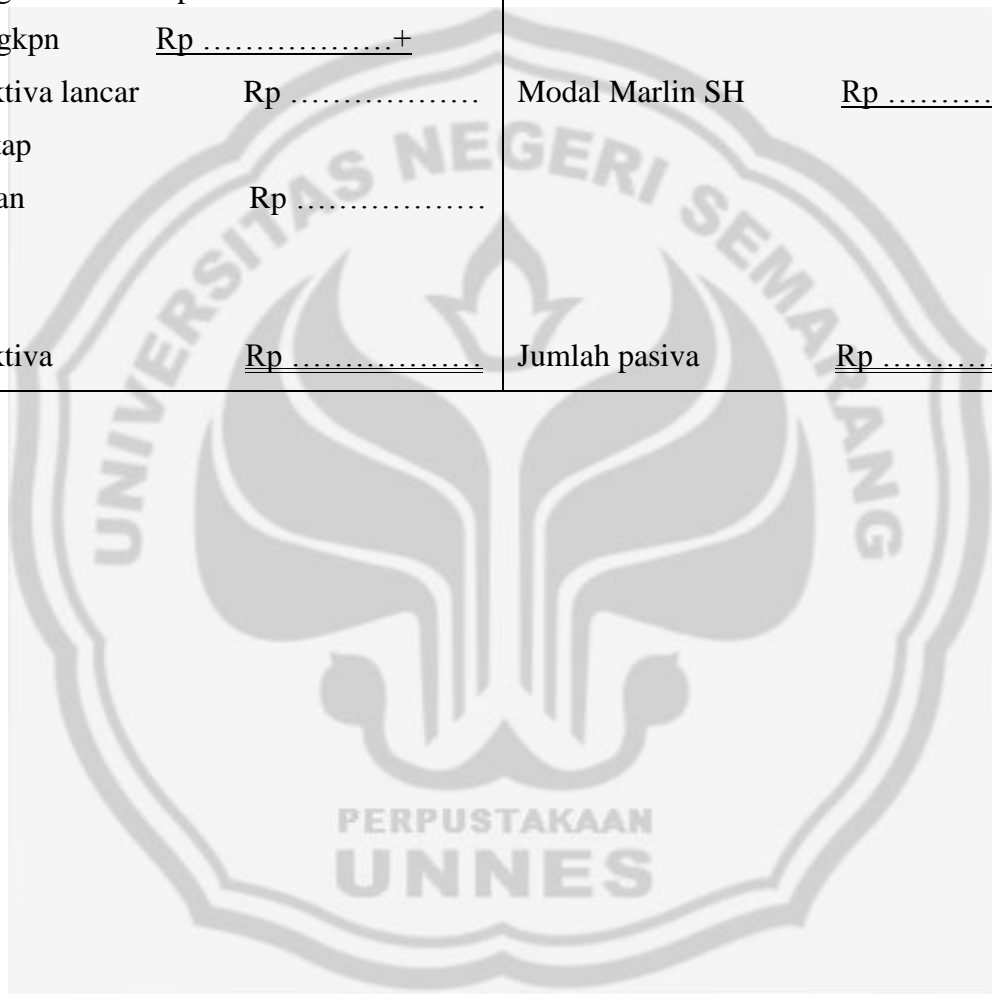 gkpn Rp ………………+
ktiva lancar Rp ……………… Modal Marlin SH Rp ………
tap
an Rp ………………
ktiva Rp ……………… Jumlah pasiva Rp ………
UNIVERSITAS NEGERI SEMARANG
PERPUSTAKAAN
UNNES